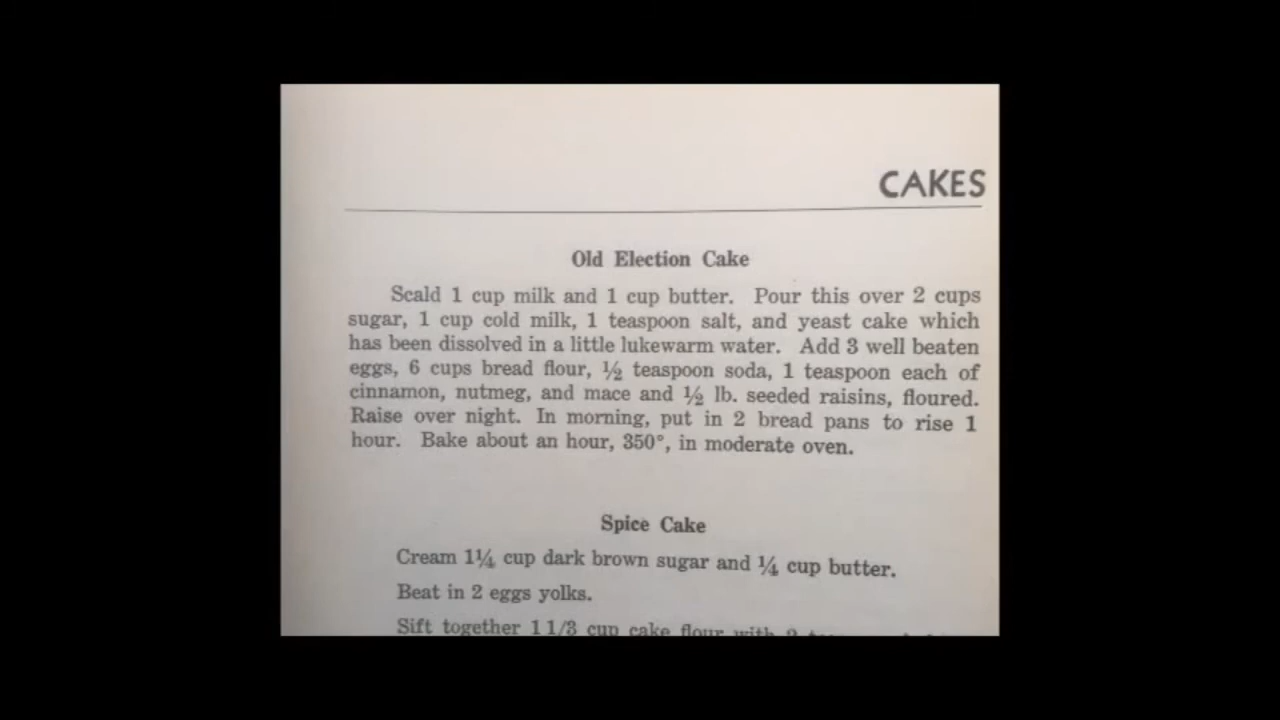 CAKES
Old Election Cake
Scald 1 cup milk and 1 cup butter. Pour this over 2 cups
sugar, 1 cup cold milk, 1 teaspoon salt, and yeast cake which
has been dissolved in a little lukewarm water. Add 3 well beaten
eggs, 6 cups bread flour, ½ teaspoon soda, 1 teaspoon each of
cinnamon, nutmeg, and mace and ½ lb. seeded raisins, floured.
Raise over night. In morning, put in 2 bread pans to rise 1
hour. Bake about an hour, 350°, in moderate oven.
Spice Cake
Cream 1¼ cup dark brown sugar and ¼ cup butter.
Beat in 2 eggs yolks.
Sift together 1 1/3 cup cake flour with